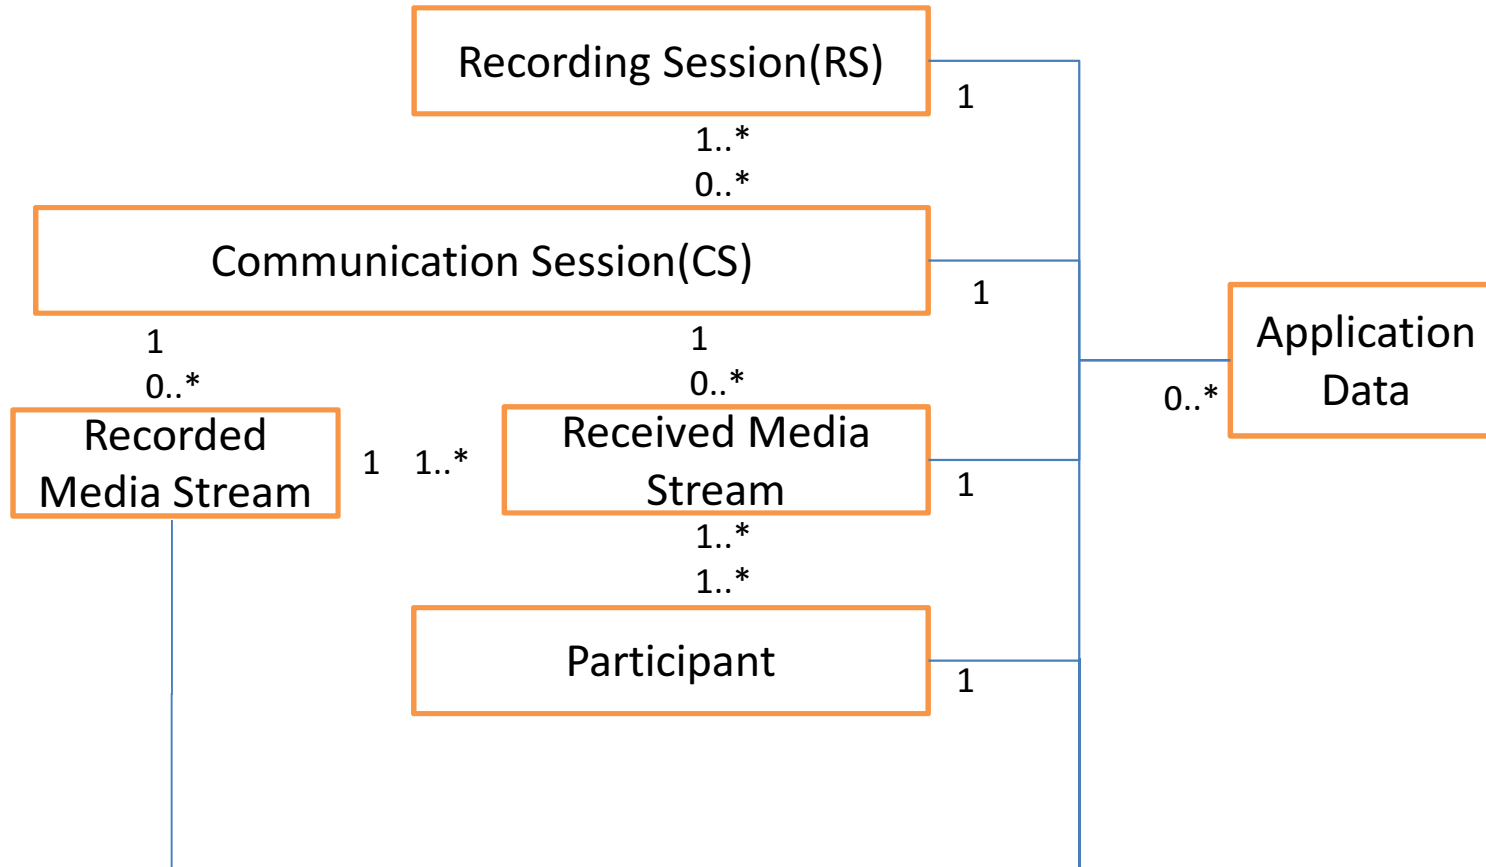 Recording Session(RS)
1
1..*
0..*
Communication Session(CS)
1
1
0..*
1
0..*
Application
Data
0..*
Recorded
Media Stream
1 1..*
Received Media
Stream
1
1..*
1..*
Participant
1